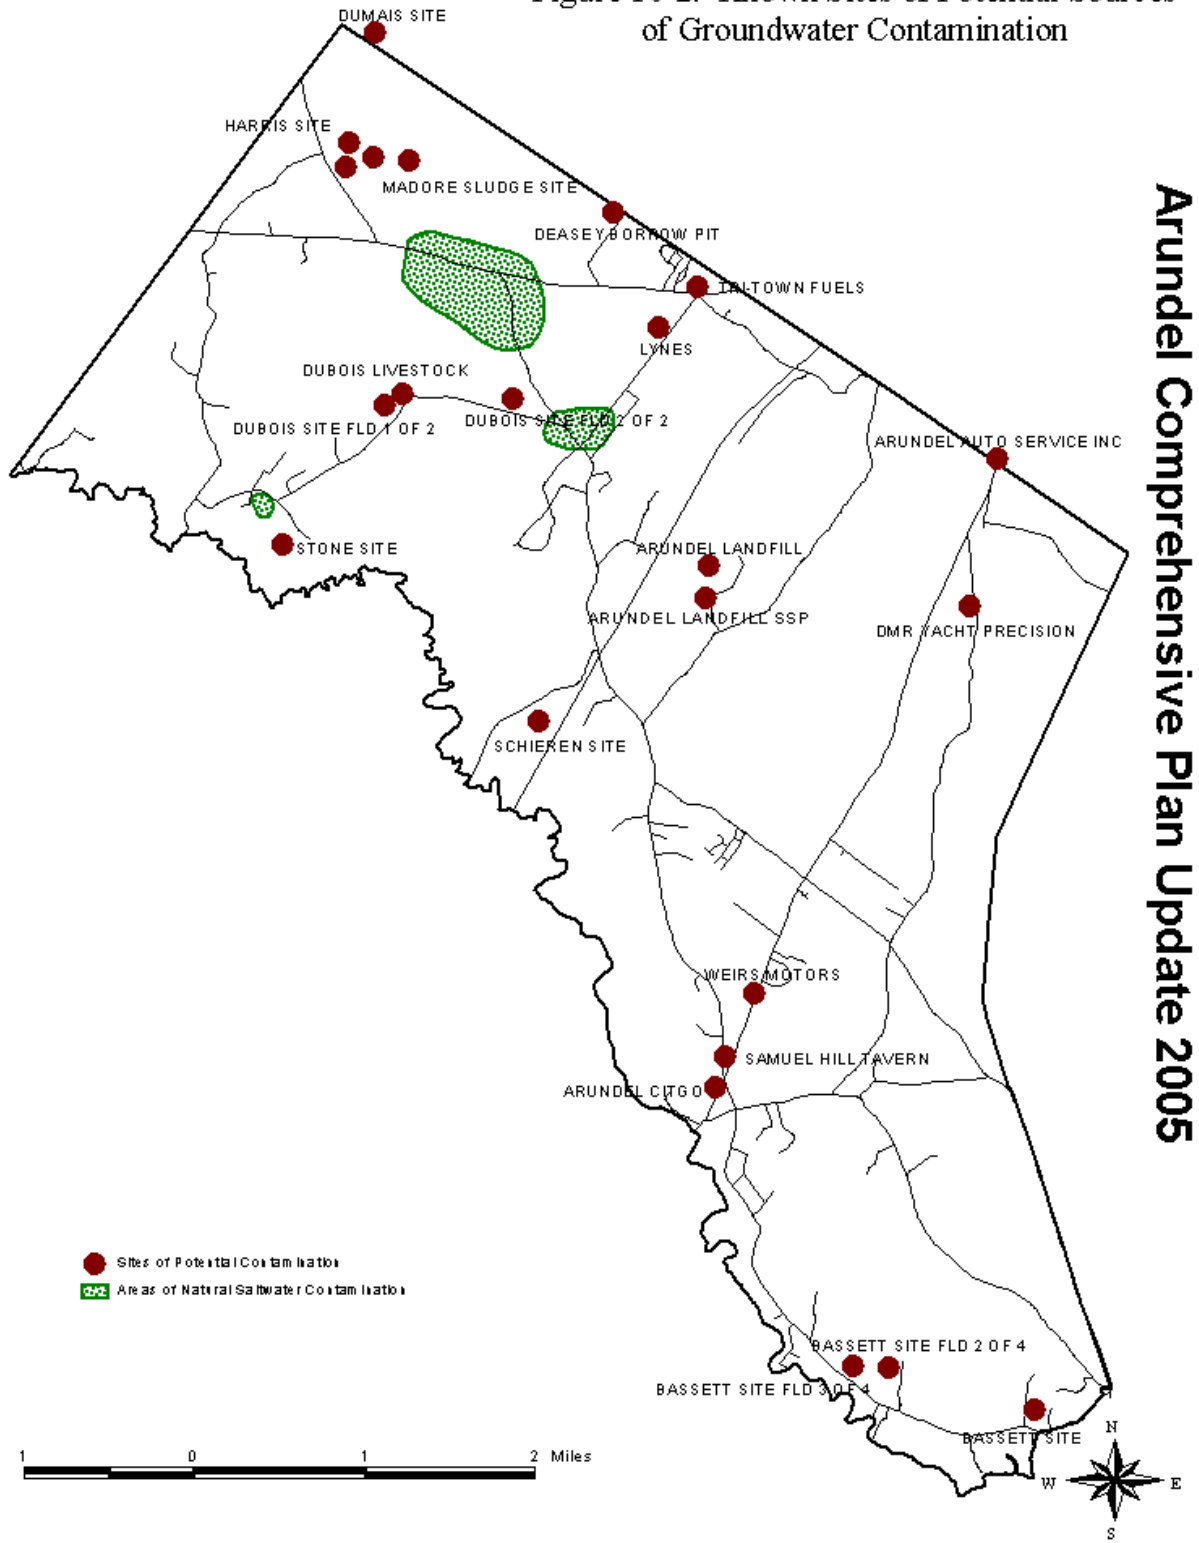 of Groundwater Contamination
DUMAIS SITE
HARRIS SITE
MADORE SLUDGE SITE
DEASEY BORROW PIT
TRI-TOWN FUELS
LYNES
DUBOIS LIVESTOCK
DUBOIS SITE FLD 1 OF 2
DUBOIS SITE FLD 2 OF 2
ARUNDEL AUTO SERVICE INC
STONE SITE
ARUNDEL LANDFILL
ARUNDEL LANDFILL SSP
DMR YACHT PRECISION
SCHIEREN SITE
WEIRS MOTORS
SAMUEL HILL TAVERN
ARUNDEL CITGO
Sites of Potential Contamination
Areas of Natural Saltwater Contamination
BASSETT SITE FLD 2 OF 4
BASSETT SITE FLD 3 OF 4
BASSETT SITE
1 0 1 2 Miles
N
W E
S
Arundel Comprehensive Plan Update 2005